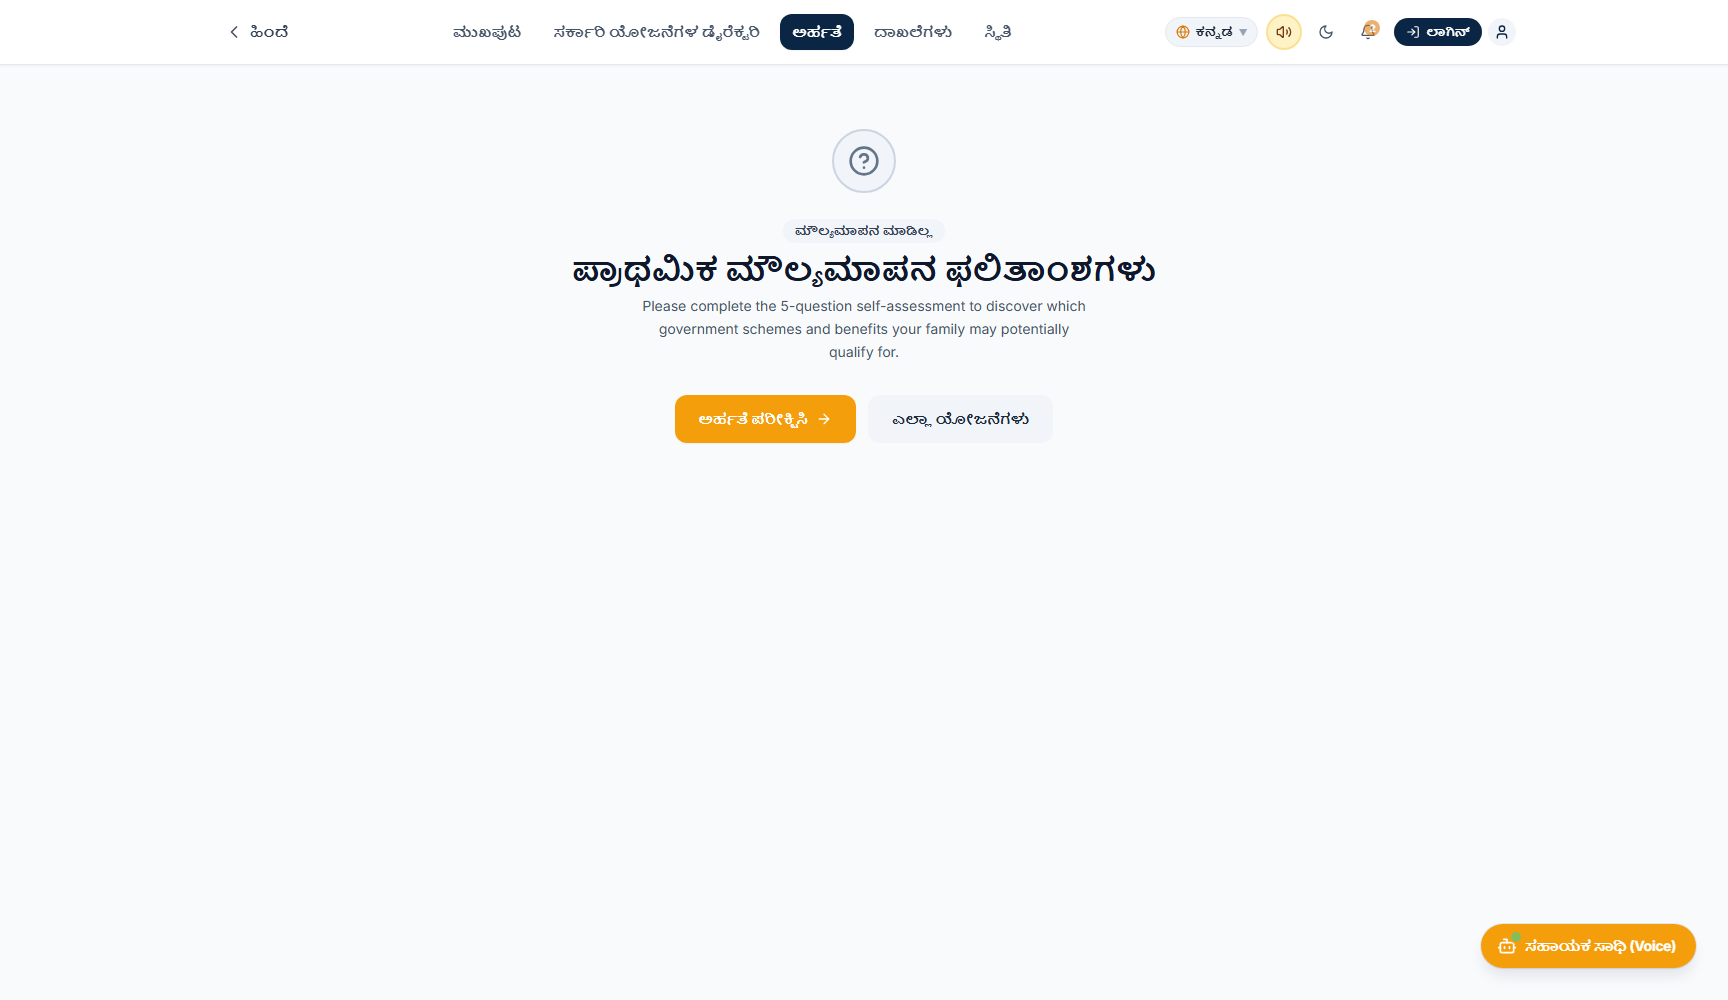 ಹಿಂದೆ
ಮುಖಪುಟ
ಸರ್ಕಾರಿ ಯೋಜನೆಗಳ ಡೈರೆಕ್ಟರಿ
ಅರ್ಹತೆ
ದಾಖಲೆಗಳು
ಸ್ಥಿತಿ
ಕನ್ನಡ ▼
ಲಾಗಿನ್
ಮೌಲ್ಯಮಾಪನ ಮಾಡಿಲ್ಲ
ಪ್ರಾಥಮಿಕ ಮೌಲ್ಯಮಾಪನ ಫಲಿತಾಂಶಗಳು
Please complete the 5-question self-assessment to discover which
government schemes and benefits your family may potentially
qualify for.
ಅರ್ಹತೆ ಪರೀಕ್ಷಿಸಿ →
ಎಲ್ಲಾ ಯೋಜನೆಗಳು
ಸಹಾಯಕ ಸಾಥಿ (Voice)